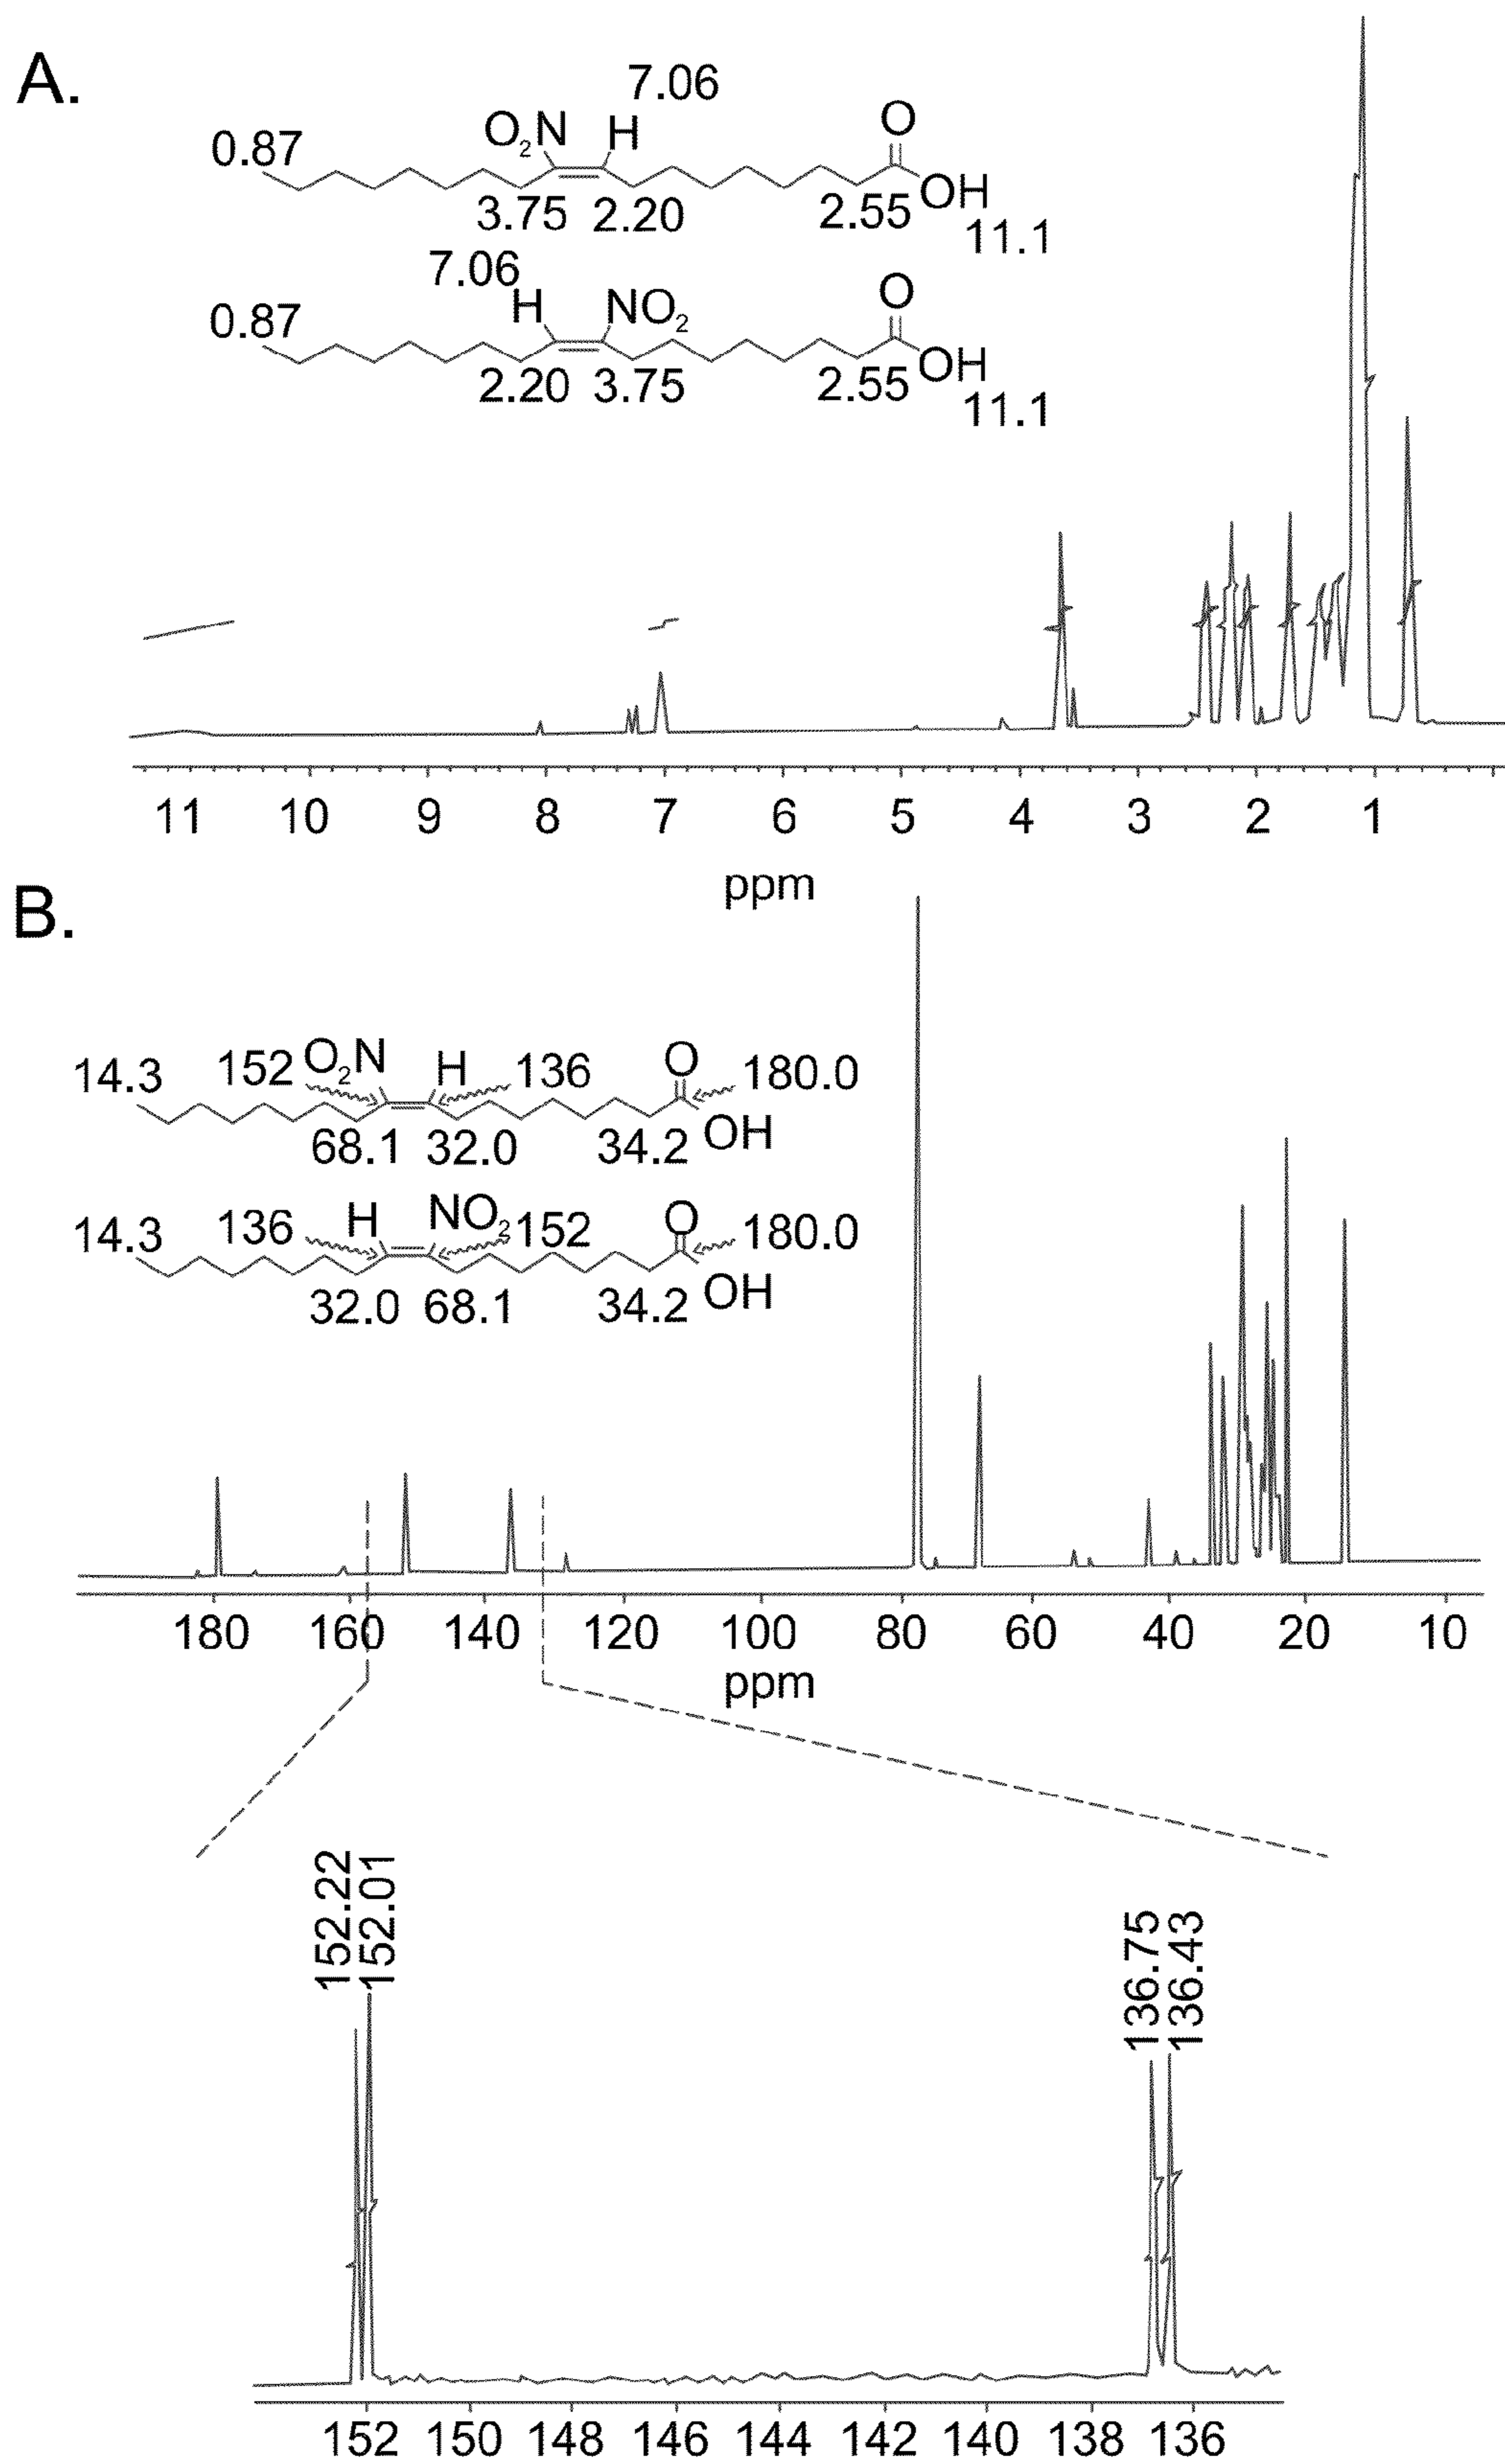 A.
7.06
O₂N H O
0.87
OH
3.75 2.20 2.55
11.1
7.06
H NO₂ O
0.87
OH
2.20 3.75 2.55
11.1
11 10 9 8 7 6 5 4 3 2 1
ppm
B.
14.3 152 O₂N H 136 O 180.0
OH
68.1 32.0 34.2
14.3 136 H NO₂ 152 O 180.0
OH
32.0 68.1 34.2
180 160 140 120 100 80 60 40 20 10
ppm
152.22
152.01
136.75
136.43
152 150 148 146 144 142 140 138 136